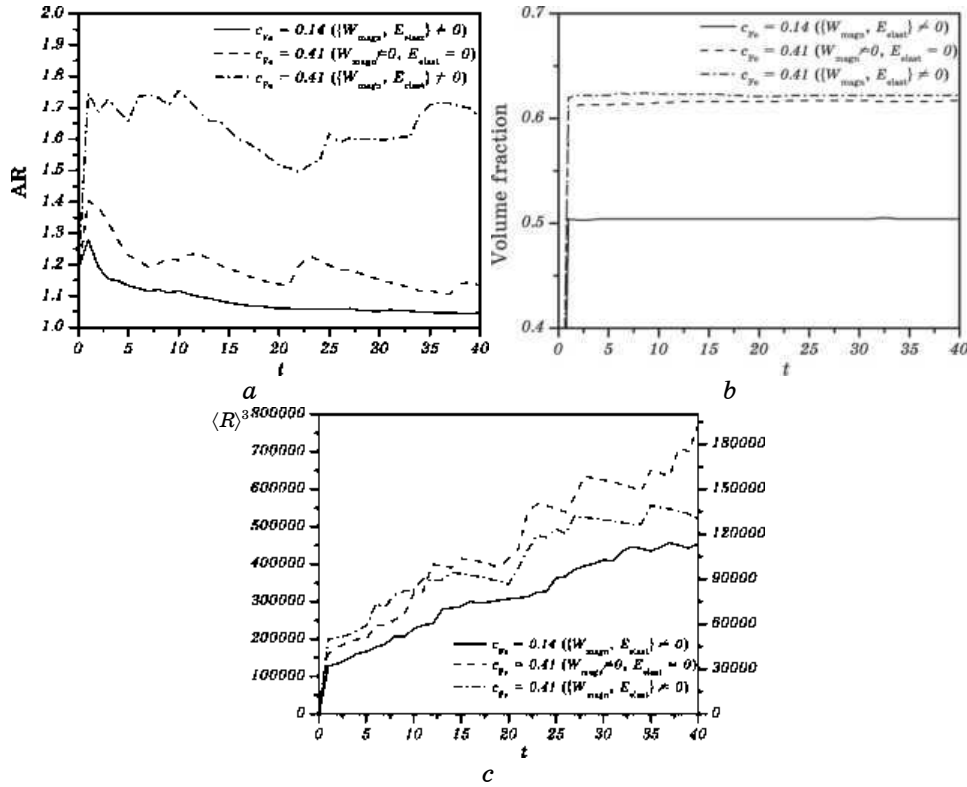 c_Fe = 0.14 ({W_magn, E_elast} ≠ 0)
c_Fe = 0.41 (W_magn≠0, E_elast = 0)
c_Fe = 0.41 ({W_magn, E_elast} ≠ 0)
AR
2.0
1.9
1.8
1.7
1.6
1.5
1.4
1.3
1.2
1.1
1.0
0 5 10 15 20 25 30 35 40
t
a
c_Fe = 0.14 ({W_magn, E_elast} ≠ 0)
c_Fe = 0.41 (W_magn≠0, E_elast = 0)
c_Fe = 0.41 ({W_magn, E_elast} ≠ 0)
Volume fraction
0.7
0.6
0.5
0.4
0 5 10 15 20 25 30 35 40
t
b
⟨R⟩³
800000
700000
600000
500000
400000
300000
200000
100000
0
180000
150000
120000
90000
60000
30000
0
c_Fe = 0.14 ({W_magn, E_elast} ≠ 0)
c_Fe = 0.41 (W_magn≠0, E_elast = 0)
c_Fe = 0.41 ({W_magn, E_elast} ≠ 0)
0 5 10 15 20 25 30 35 40
t
c